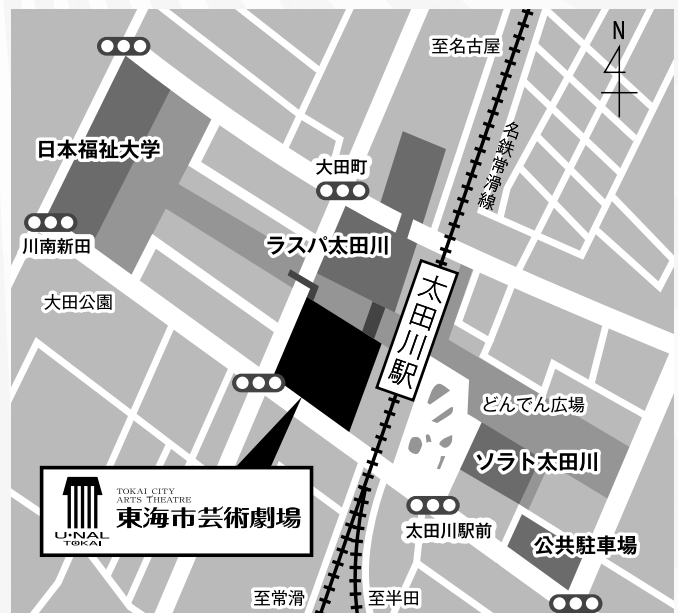 至名古屋
N
名鉄常滑線
日本福祉大学
大田町
川南新田
ラスパ太田川
大田公園
太田川駅
どんでん広場
ソラト太田川
TOKAI CITY
ARTS THEATRE
東海市芸術劇場
U・NAL
TOKAI
太田川駅前
公共駐車場
至常滑
至半田